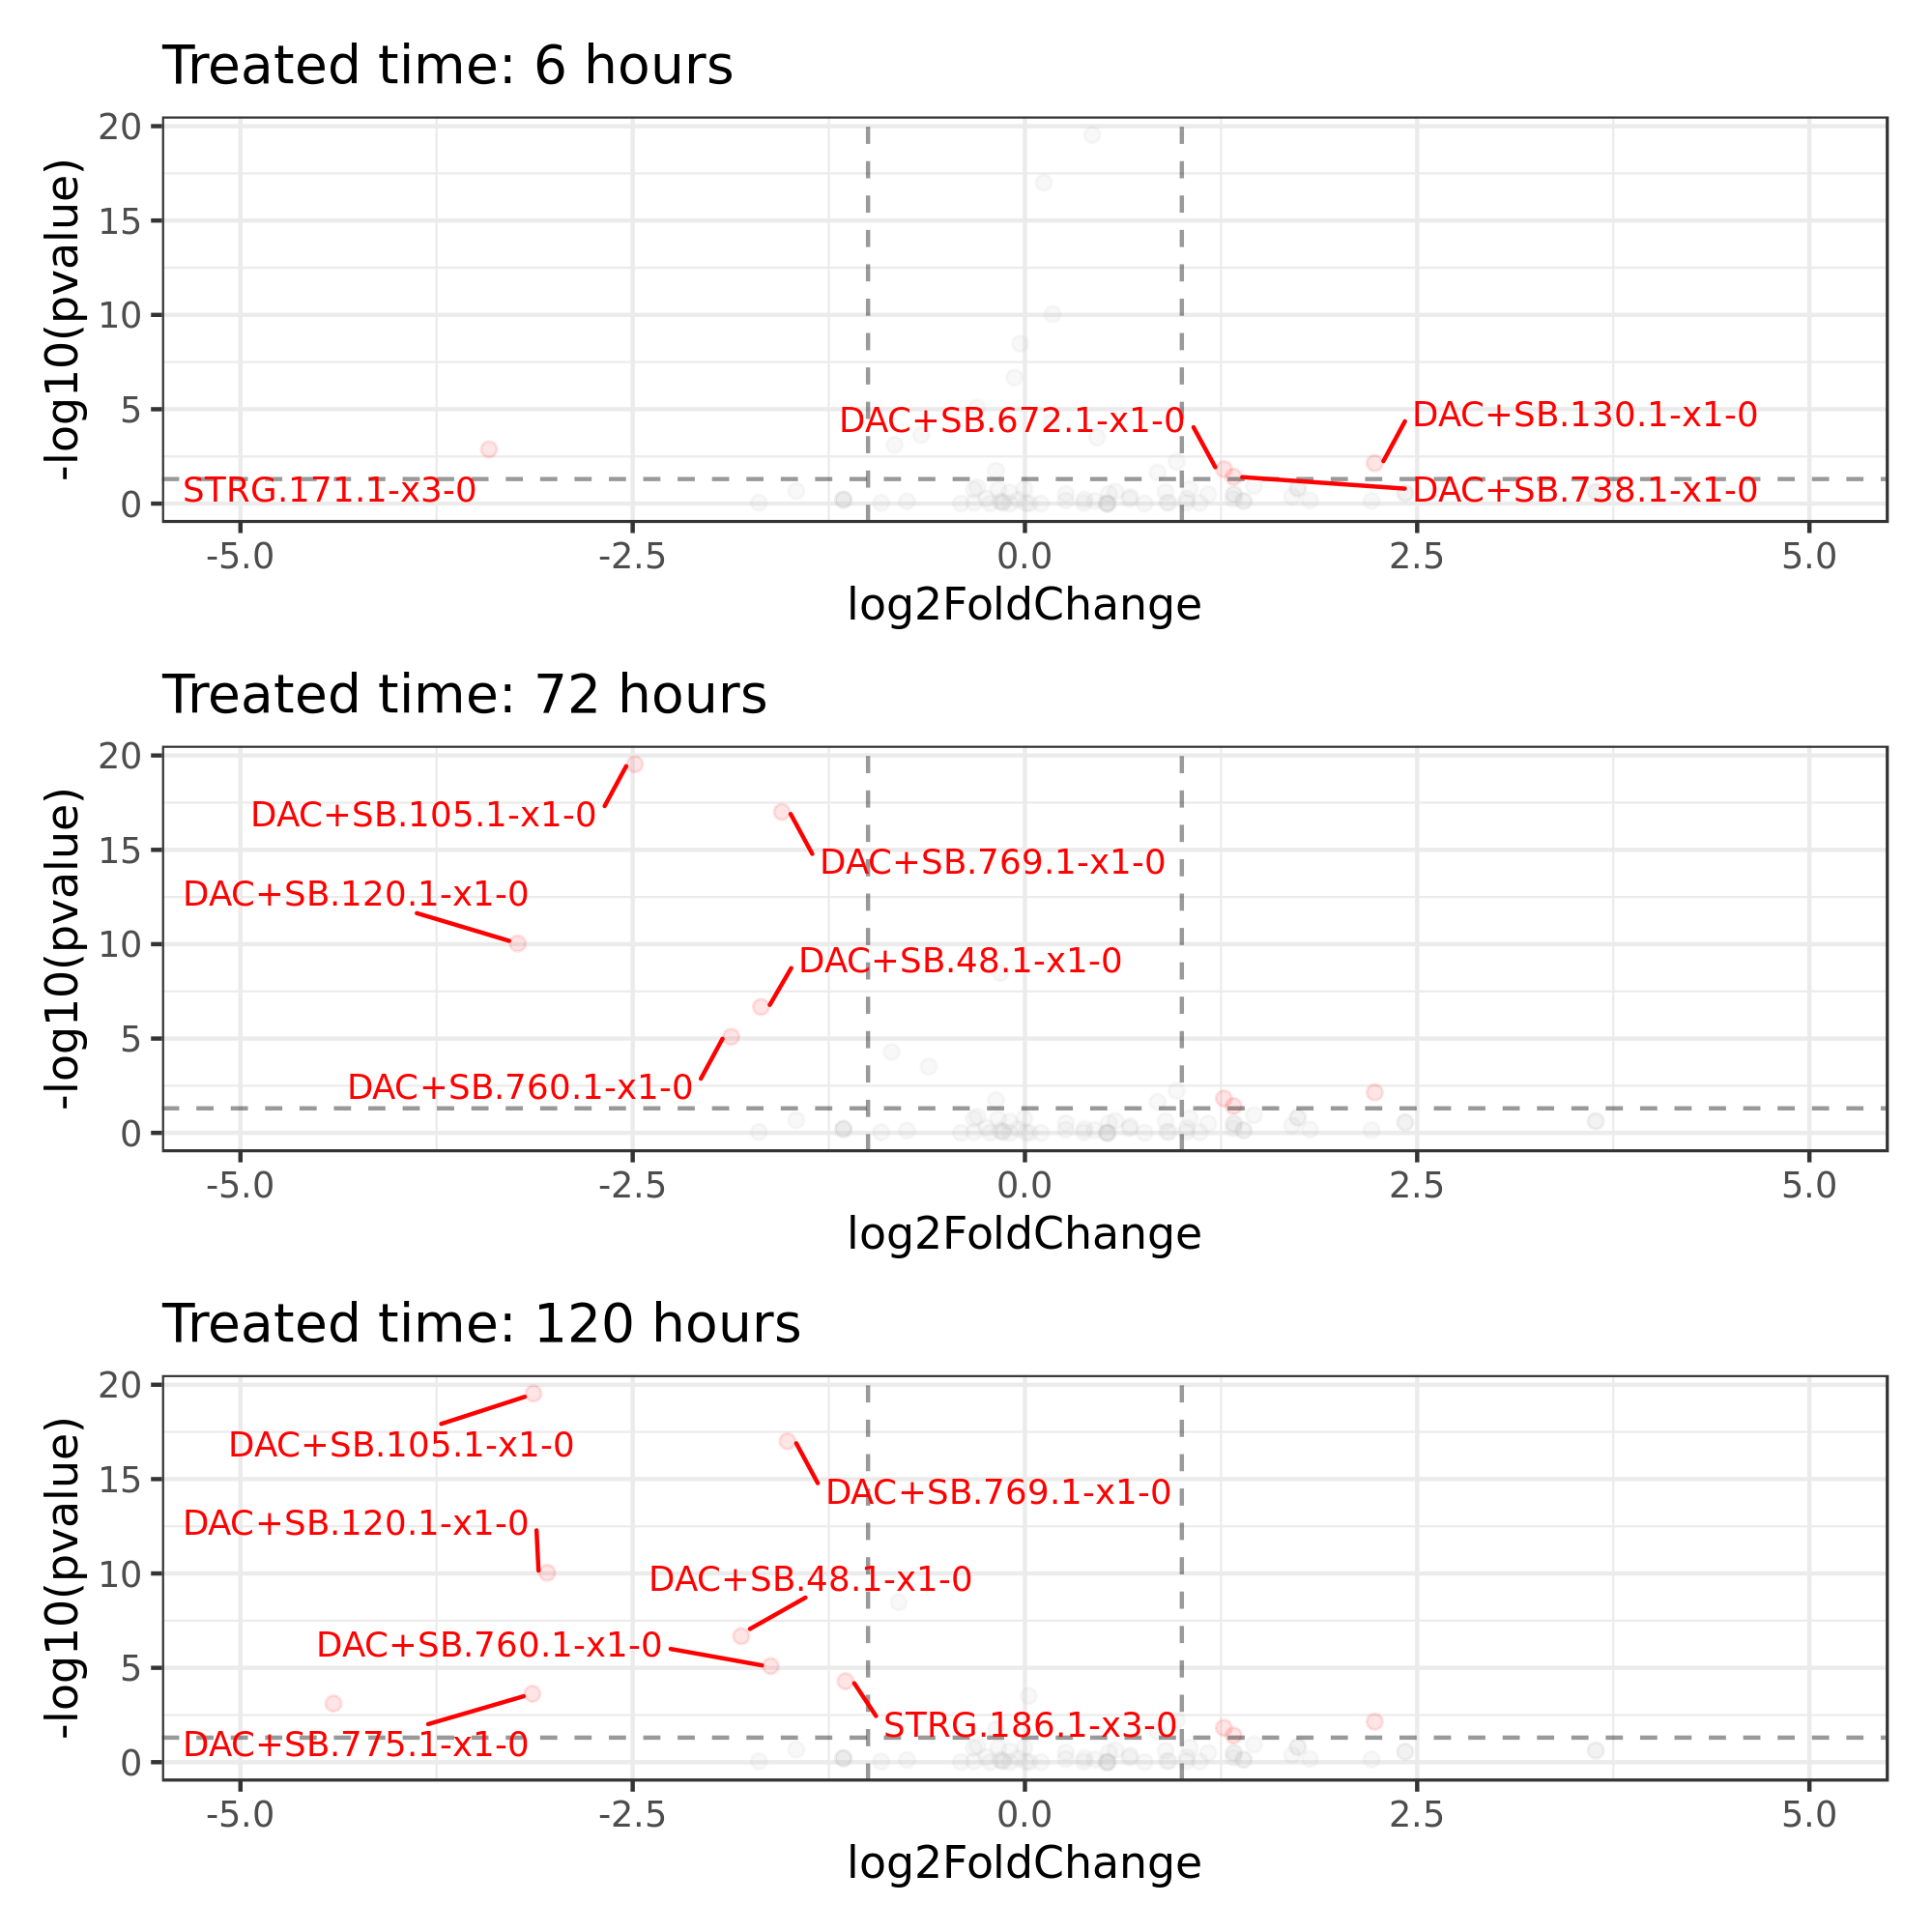 Treated time: 6 hours
20
15
10
5
0
-log10(pvalue)
DAC+SB.672.1-x1-0
DAC+SB.130.1-x1-0
STRG.171.1-x3-0
DAC+SB.738.1-x1-0
-5.0 -2.5 0.0 2.5 5.0
log2FoldChange
Treated time: 72 hours
20
15
10
5
0
-log10(pvalue)
DAC+SB.105.1-x1-0
DAC+SB.769.1-x1-0
DAC+SB.120.1-x1-0
DAC+SB.48.1-x1-0
DAC+SB.760.1-x1-0
-5.0 -2.5 0.0 2.5 5.0
log2FoldChange
Treated time: 120 hours
20
15
10
5
0
-log10(pvalue)
DAC+SB.105.1-x1-0
DAC+SB.769.1-x1-0
DAC+SB.120.1-x1-0
DAC+SB.48.1-x1-0
DAC+SB.760.1-x1-0
STRG.186.1-x3-0
DAC+SB.775.1-x1-0
-5.0 -2.5 0.0 2.5 5.0
log2FoldChange